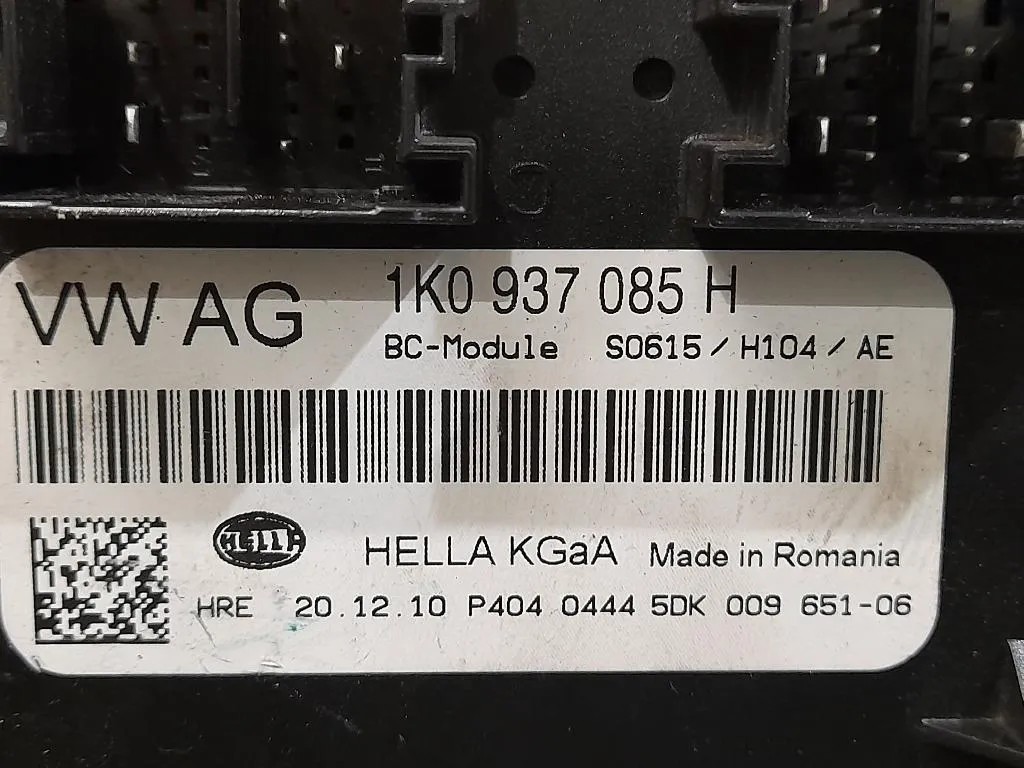 VW AG 1K0 937 085 H
BC-Module S0615 / H104 / AE
HELLA HELLA KGaA Made in Romania
HRE 20.12.10 P404 0444 5DK 009 651-06